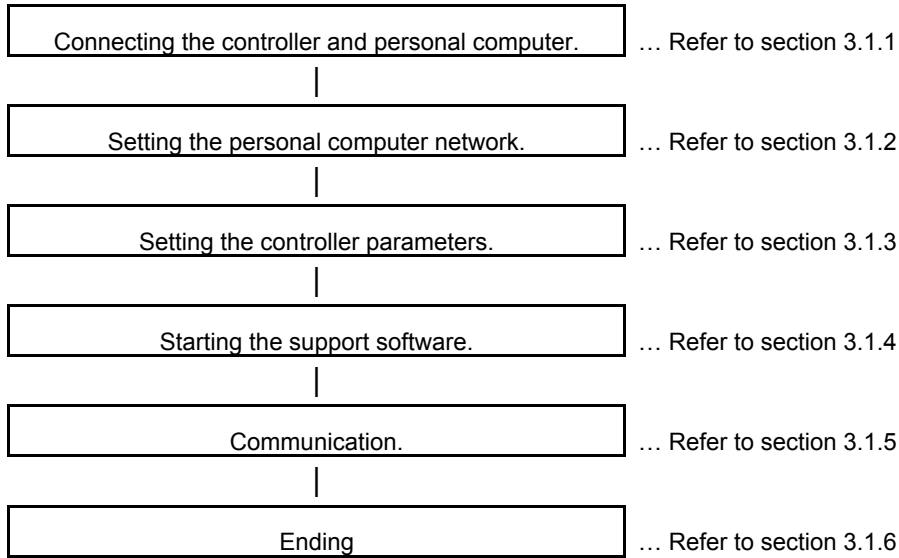 Connecting the controller and personal computer. … Refer to section 3.1.1
Setting the personal computer network. … Refer to section 3.1.2
Setting the controller parameters. … Refer to section 3.1.3
Starting the support software. … Refer to section 3.1.4
Communication. … Refer to section 3.1.5
Ending … Refer to section 3.1.6